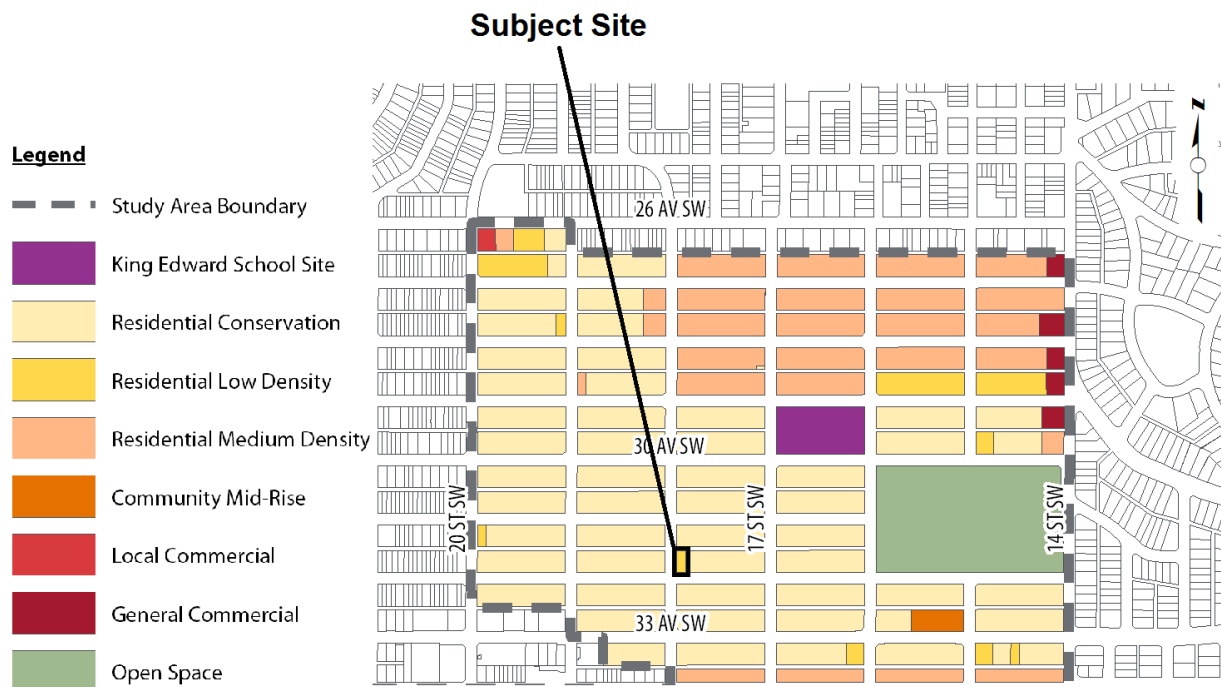 Subject Site
Legend
Study Area Boundary
King Edward School Site
Residential Conservation
Residential Low Density
Residential Medium Density
Community Mid-Rise
Local Commercial
General Commercial
Open Space
N
26 AV SW
30 AV SW
20 ST SW
17 ST SW
14 ST SW
33 AV SW